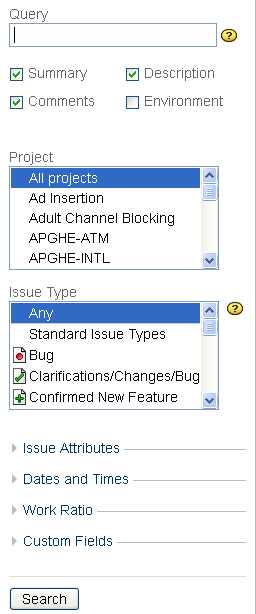 Query
Summary Description
Comments Environment
Project
All projects
Ad Insertion
Adult Channel Blocking
APGHE-ATM
APGHE-INTL
Issue Type
Any
Standard Issue Types
Bug
Clarifications/Changes/Bug
Confirmed New Feature
Issue Attributes
Dates and Times
Work Ratio
Custom Fields
Search